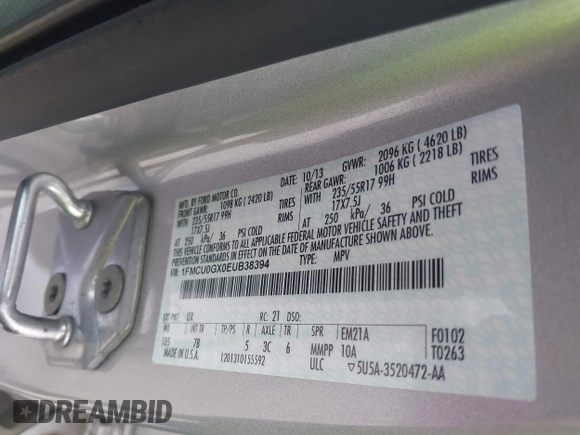 MFD. BY FORD MOTOR CO.
DATE: 10/13 GVWR: 2096 KG ( 4620 LB)
FRONT GAWR: 1098 KG ( 2420 LB) REAR GAWR: 1006 KG ( 2218 LB)
WITH 235/55R17 99H TIRES WITH 235/55R17 99H TIRES
17X7.5J RIMS 17X7.5J RIMS
AT 250 kPa/ 36 PSI COLD AT 250 kPa/ 36 PSI COLD
THIS VEHICLE CONFORMS TO ALL APPLICABLE FEDERAL MOTOR VEHICLE SAFETY AND THEFT
PREVENTION STANDARDS IN EFFECT ON THE DATE OF MANUFACTURE SHOWN ABOVE.
VIN: 1FMCU0GX0EUB38394 TYPE: MPV
EXT PNT: UX RC: 21 DSO:
WB INT TR TP/PS R AXLE TR SPR EM21A F0102
105 7B 5 3C 6 MMPP 10A T0263
MADE IN U.S.A. 1201310155592 ULC 5U5A-3520472-AA
DREAMBID